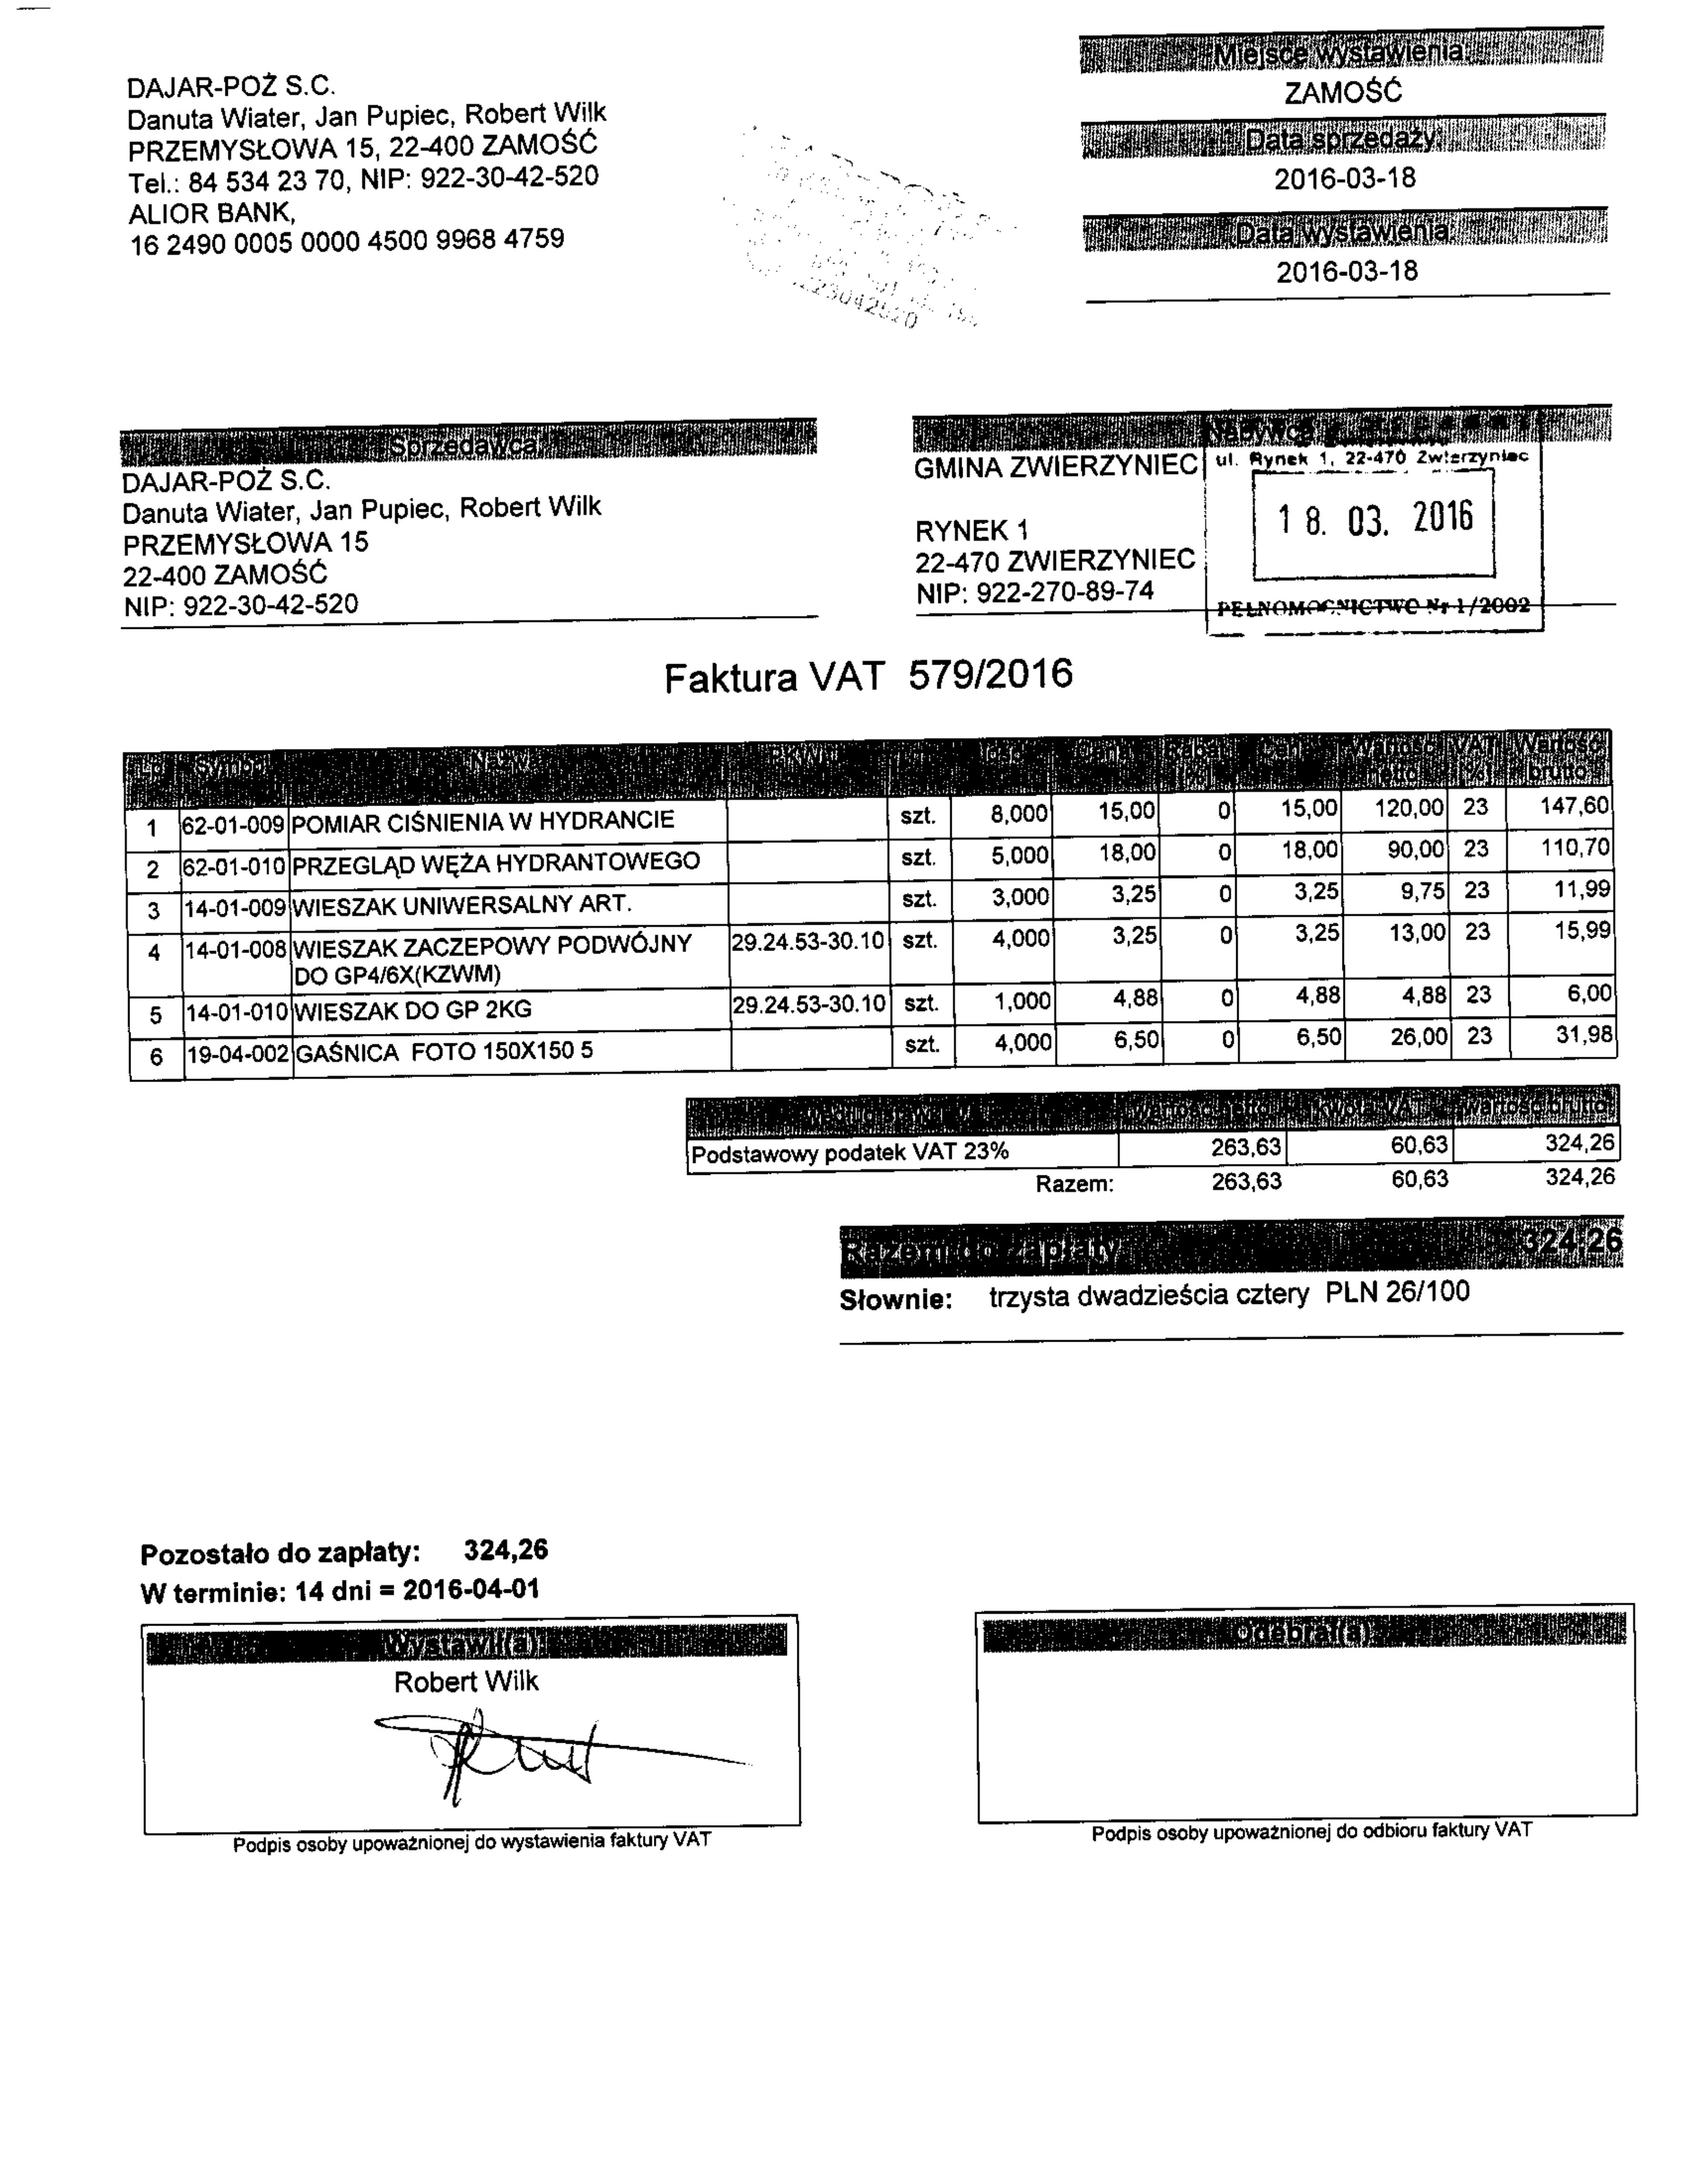 DAJAR-POŻ S.C.
Danuta Wiater, Jan Pupiec, Robert Wilk
PRZEMYSŁOWA 15, 22-400 ZAMOŚĆ
Tel.: 84 534 23 70, NIP: 922-30-42-520
ALIOR BANK,
16 2490 0005 0000 4500 9968 4759
Miejsce wystawienia:
ZAMOŚĆ
Data sprzedaży:
2016-03-18
Data wystawienia:
2016-03-18
Sprzedawca:
DAJAR-POŻ S.C.
Danuta Wiater, Jan Pupiec, Robert Wilk
PRZEMYSŁOWA 15
22-400 ZAMOŚĆ
NIP: 922-30-42-520
Nabywca
GMINA ZWIERZYNIEC
RYNEK 1
22-470 ZWIERZYNIEC
NIP: 922-270-89-74
ul. Rynek 1, 22-470 Zwierzyniec
18. 03. 2016
PEŁNOMOCNICTWO Nr 1/2002
Faktura VAT 579/2016
Lp Symbol Nazwa PKWiU Ilość Cena Rabat [%] Cena Wartość netto VAT [%] Wartość brutto
1 62-01-009 POMIAR CIŚNIENIA W HYDRANCIE szt. 8,000 15,00 0 15,00 120,00 23 147,60
2 62-01-010 PRZEGLĄD WĘŻA HYDRANTOWEGO szt. 5,000 18,00 0 18,00 90,00 23 110,70
3 14-01-009 WIESZAK UNIWERSALNY ART. szt. 3,000 3,25 0 3,25 9,75 23 11,99
4 14-01-008 WIESZAK ZACZEPOWY PODWÓJNY 29.24.53-30.10 szt. 4,000 3,25 0 3,25 13,00 23 15,99
DO GP4/6X(KZWM)
5 14-01-010 WIESZAK DO GP 2KG 29.24.53-30.10 szt. 1,000 4,88 0 4,88 4,88 23 6,00
6 19-04-002 GAŚNICA FOTO 150X150 5 szt. 4,000 6,50 0 6,50 26,00 23 31,98
według stawki VAT wartość netto kwota VAT wartość brutto
Podstawowy podatek VAT 23% 263,63 60,63 324,26
Razem: 263,63 60,63 324,26
Razem do zapłaty 324,26
Słownie: trzysta dwadzieścia cztery PLN 26/100
Pozostało do zapłaty: 324,26
W terminie: 14 dni = 2016-04-01
Wystawił(a):
Robert Wilk
Podpis osoby upoważnionej do wystawienia faktury VAT
Odebrał(a):
Podpis osoby upoważnionej do odbioru faktury VAT